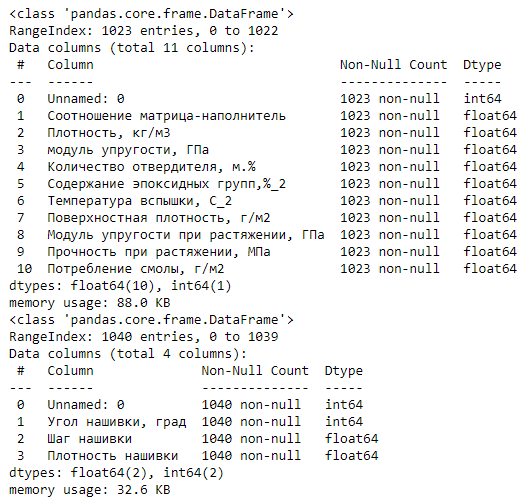 <class 'pandas.core.frame.DataFrame'>
RangeIndex: 1023 entries, 0 to 1022
Data columns (total 11 columns):
 #   Column                                Non-Null Count  Dtype
---  ------                                --------------  -----
 0   Unnamed: 0                            1023 non-null   int64
 1   Соотношение матрица-наполнитель       1023 non-null   float64
 2   Плотность, кг/м3                      1023 non-null   float64
 3   модуль упругости, ГПа                 1023 non-null   float64
 4   Количество отвердителя, м.%           1023 non-null   float64
 5   Содержание эпоксидных групп,%_2       1023 non-null   float64
 6   Температура вспышки, С_2              1023 non-null   float64
 7   Поверхностная плотность, г/м2         1023 non-null   float64
 8   Модуль упругости при растяжении, ГПа  1023 non-null   float64
 9   Прочность при растяжении, МПа         1023 non-null   float64
 10  Потребление смолы, г/м2               1023 non-null   float64
dtypes: float64(10), int64(1)
memory usage: 88.0 KB
<class 'pandas.core.frame.DataFrame'>
RangeIndex: 1040 entries, 0 to 1039
Data columns (total 4 columns):
 #   Column             Non-Null Count  Dtype
---  ------             --------------  -----
 0   Unnamed: 0         1040 non-null   int64
 1   Угол нашивки, град  1040 non-null   int64
 2   Шаг нашивки        1040 non-null   float64
 3   Плотность нашивки  1040 non-null   float64
dtypes: float64(2), int64(2)
memory usage: 32.6 KB